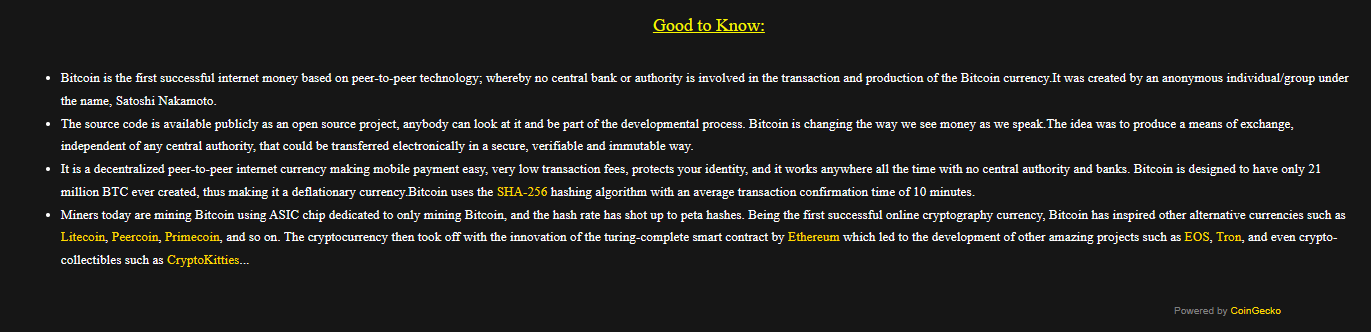 Good to Know:
• Bitcoin is the first successful internet money based on peer-to-peer technology; whereby no central bank or authority is involved in the transaction and production of the Bitcoin currency.It was created by an anonymous individual/group under
the name, Satoshi Nakamoto.
• The source code is available publicly as an open source project, anybody can look at it and be part of the developmental process. Bitcoin is changing the way we see money as we speak.The idea was to produce a means of exchange,
independent of any central authority, that could be transferred electronically in a secure, verifiable and immutable way.
• It is a decentralized peer-to-peer internet currency making mobile payment easy, very low transaction fees, protects your identity, and it works anywhere all the time with no central authority and banks. Bitcoin is designed to have only 21
million BTC ever created, thus making it a deflationary currency.Bitcoin uses the SHA-256 hashing algorithm with an average transaction confirmation time of 10 minutes.
• Miners today are mining Bitcoin using ASIC chip dedicated to only mining Bitcoin, and the hash rate has shot up to peta hashes. Being the first successful online cryptography currency, Bitcoin has inspired other alternative currencies such as
Litecoin, Peercoin, Primecoin, and so on. The cryptocurrency then took off with the innovation of the turing-complete smart contract by Ethereum which led to the development of other amazing projects such as EOS, Tron, and even crypto-
collectibles such as CryptoKitties...
Powered by CoinGecko